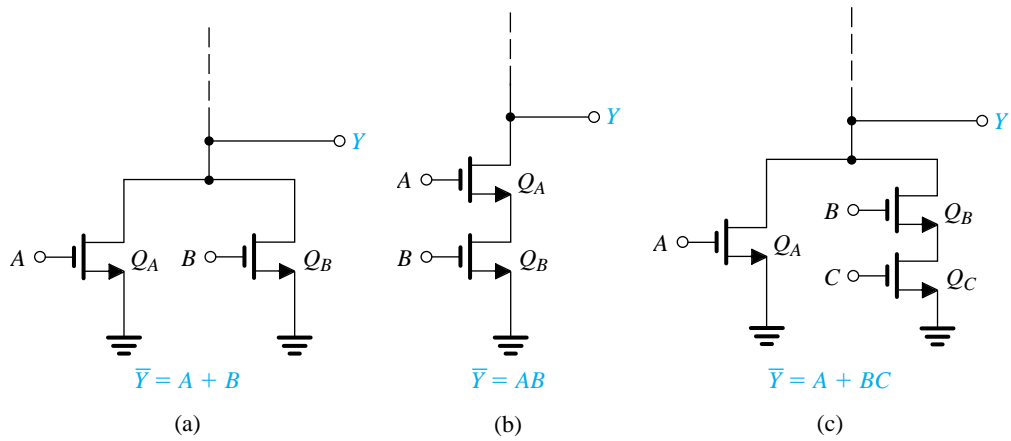 Y
A
Q_A
B
Q_B
Y̅ = A + B
(a)
Y
A
Q_A
B
Q_B
Y̅ = AB
(b)
Y
B
Q_B
A
Q_A
C
Q_C
Y̅ = A + BC
(c)